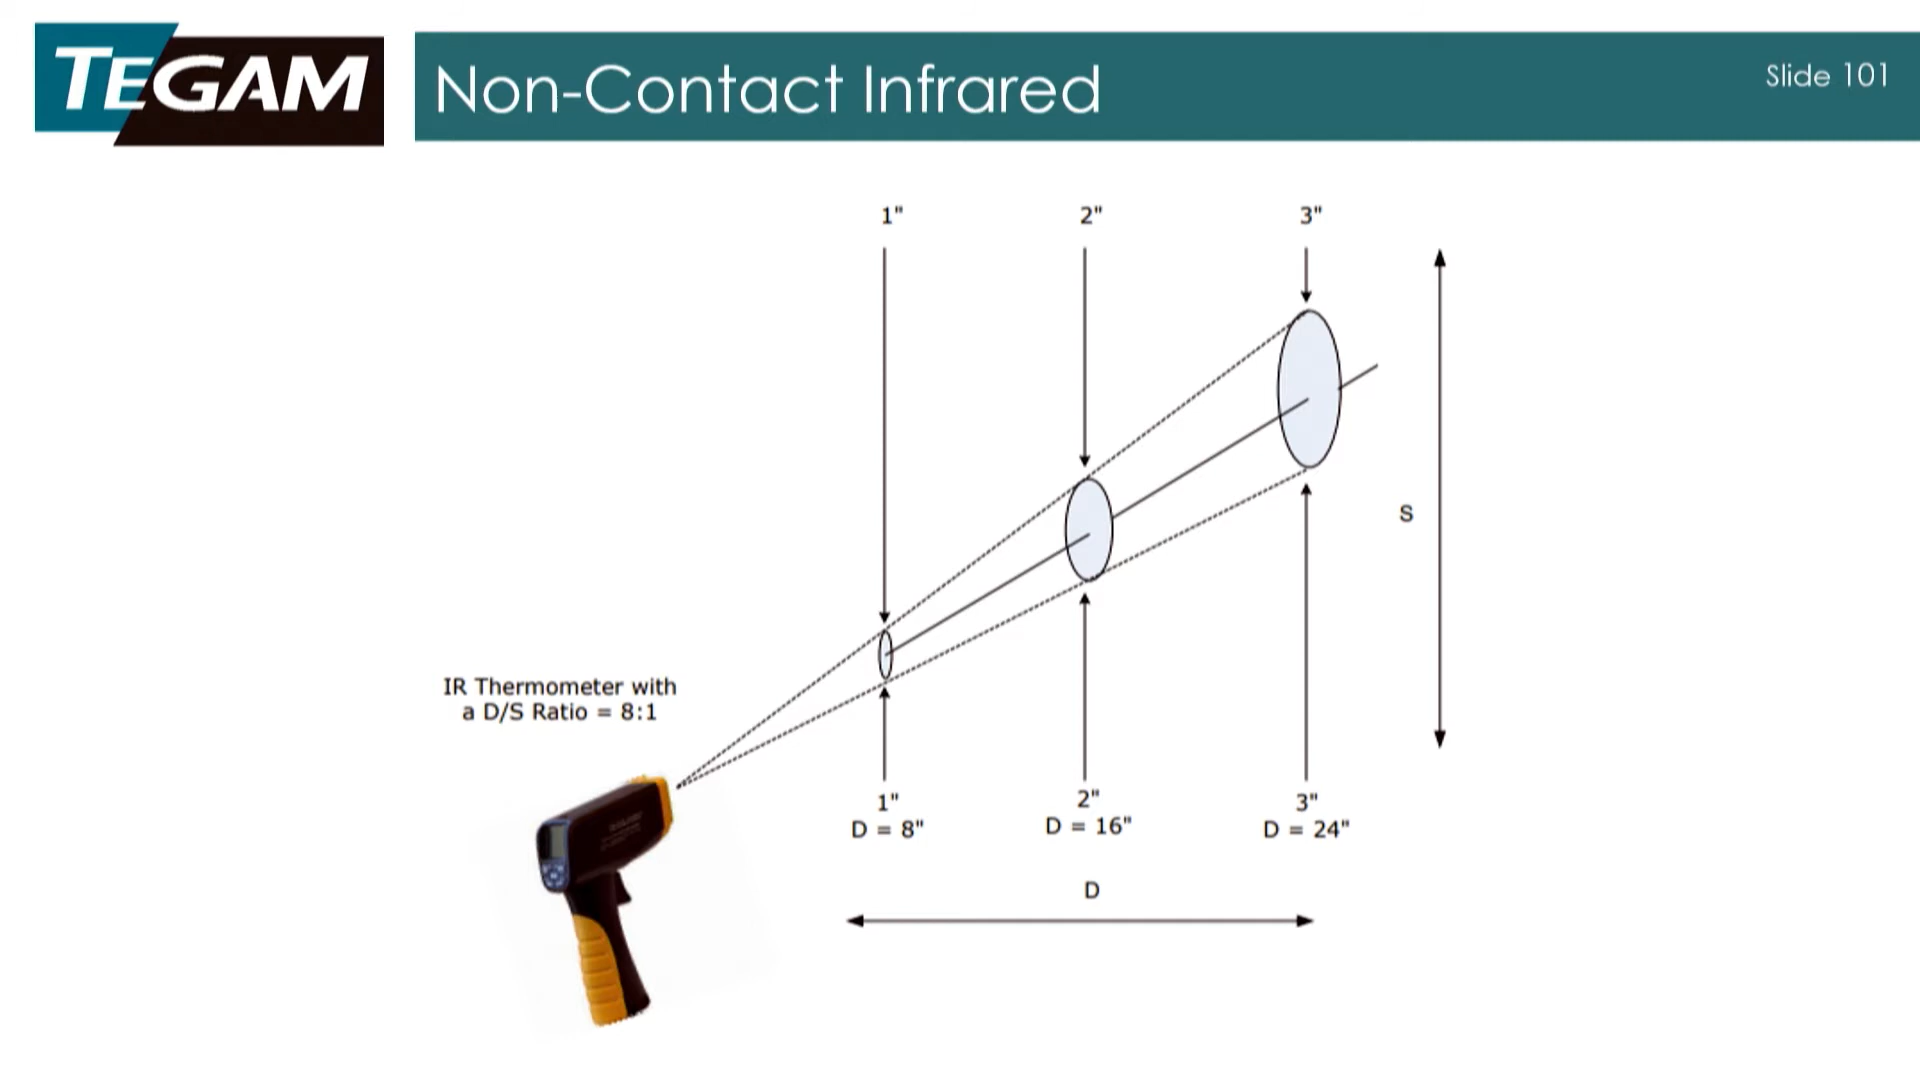 TEGAM
Non-Contact Infrared
Slide 101
1"
2"
3"
S
IR Thermometer with
a D/S Ratio = 8:1
1"
D = 8"
2"
D = 16"
3"
D = 24"
D